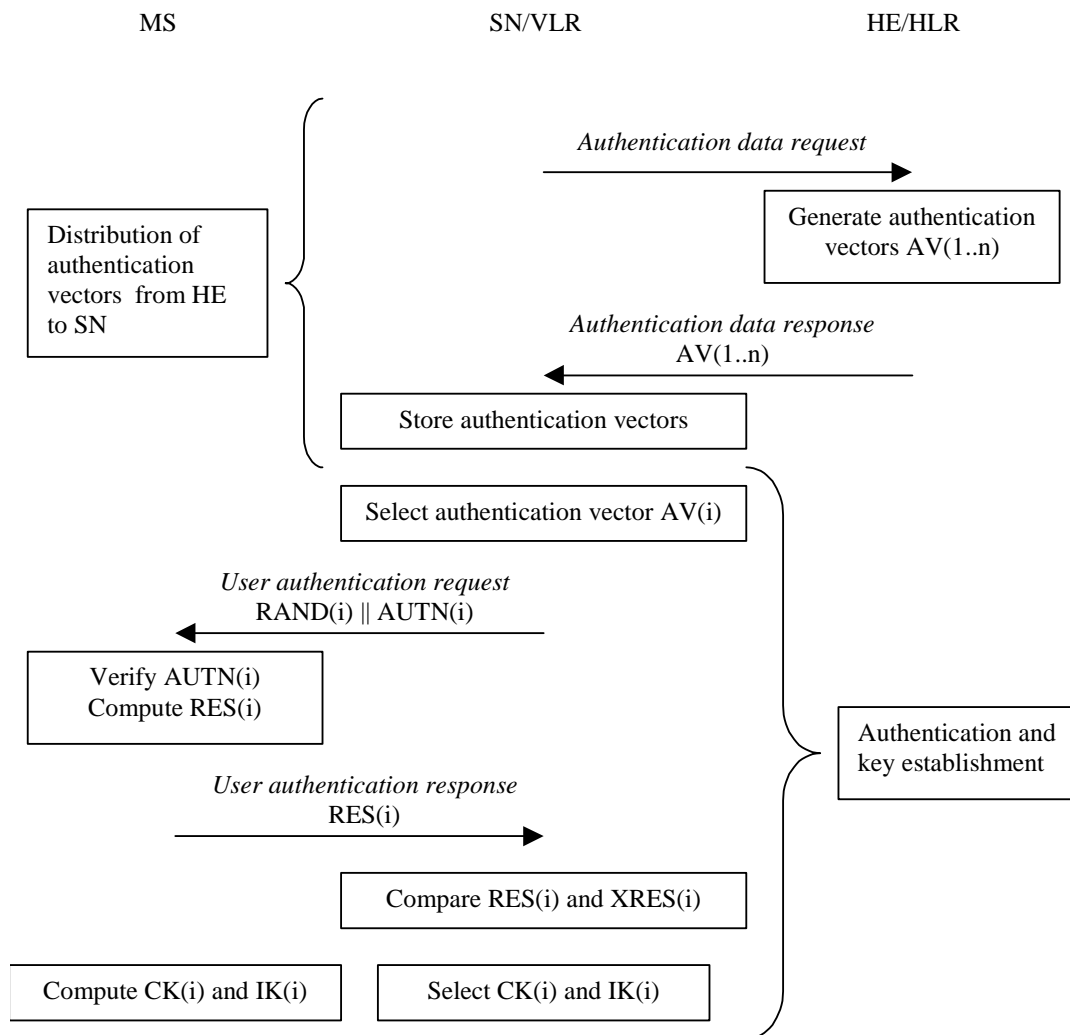 MS
SN/VLR
HE/HLR
Authentication data request
Generate authentication
vectors AV(1..n)
Distribution of
authentication
vectors from HE
to SN
Authentication data response
AV(1..n)
Store authentication vectors
Select authentication vector AV(i)
User authentication request
RAND(i) || AUTN(i)
Verify AUTN(i)
Compute RES(i)
Authentication and
key establishment
User authentication response
RES(i)
Compare RES(i) and XRES(i)
Compute CK(i) and IK(i)
Select CK(i) and IK(i)